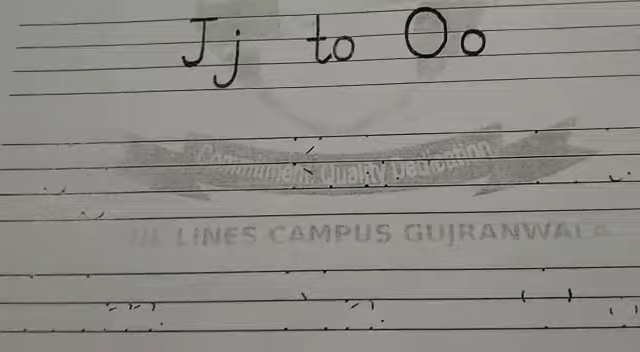 Jj to Oo
Commitment Quality Dedication
LINES CAMPUS GUJRANWALA